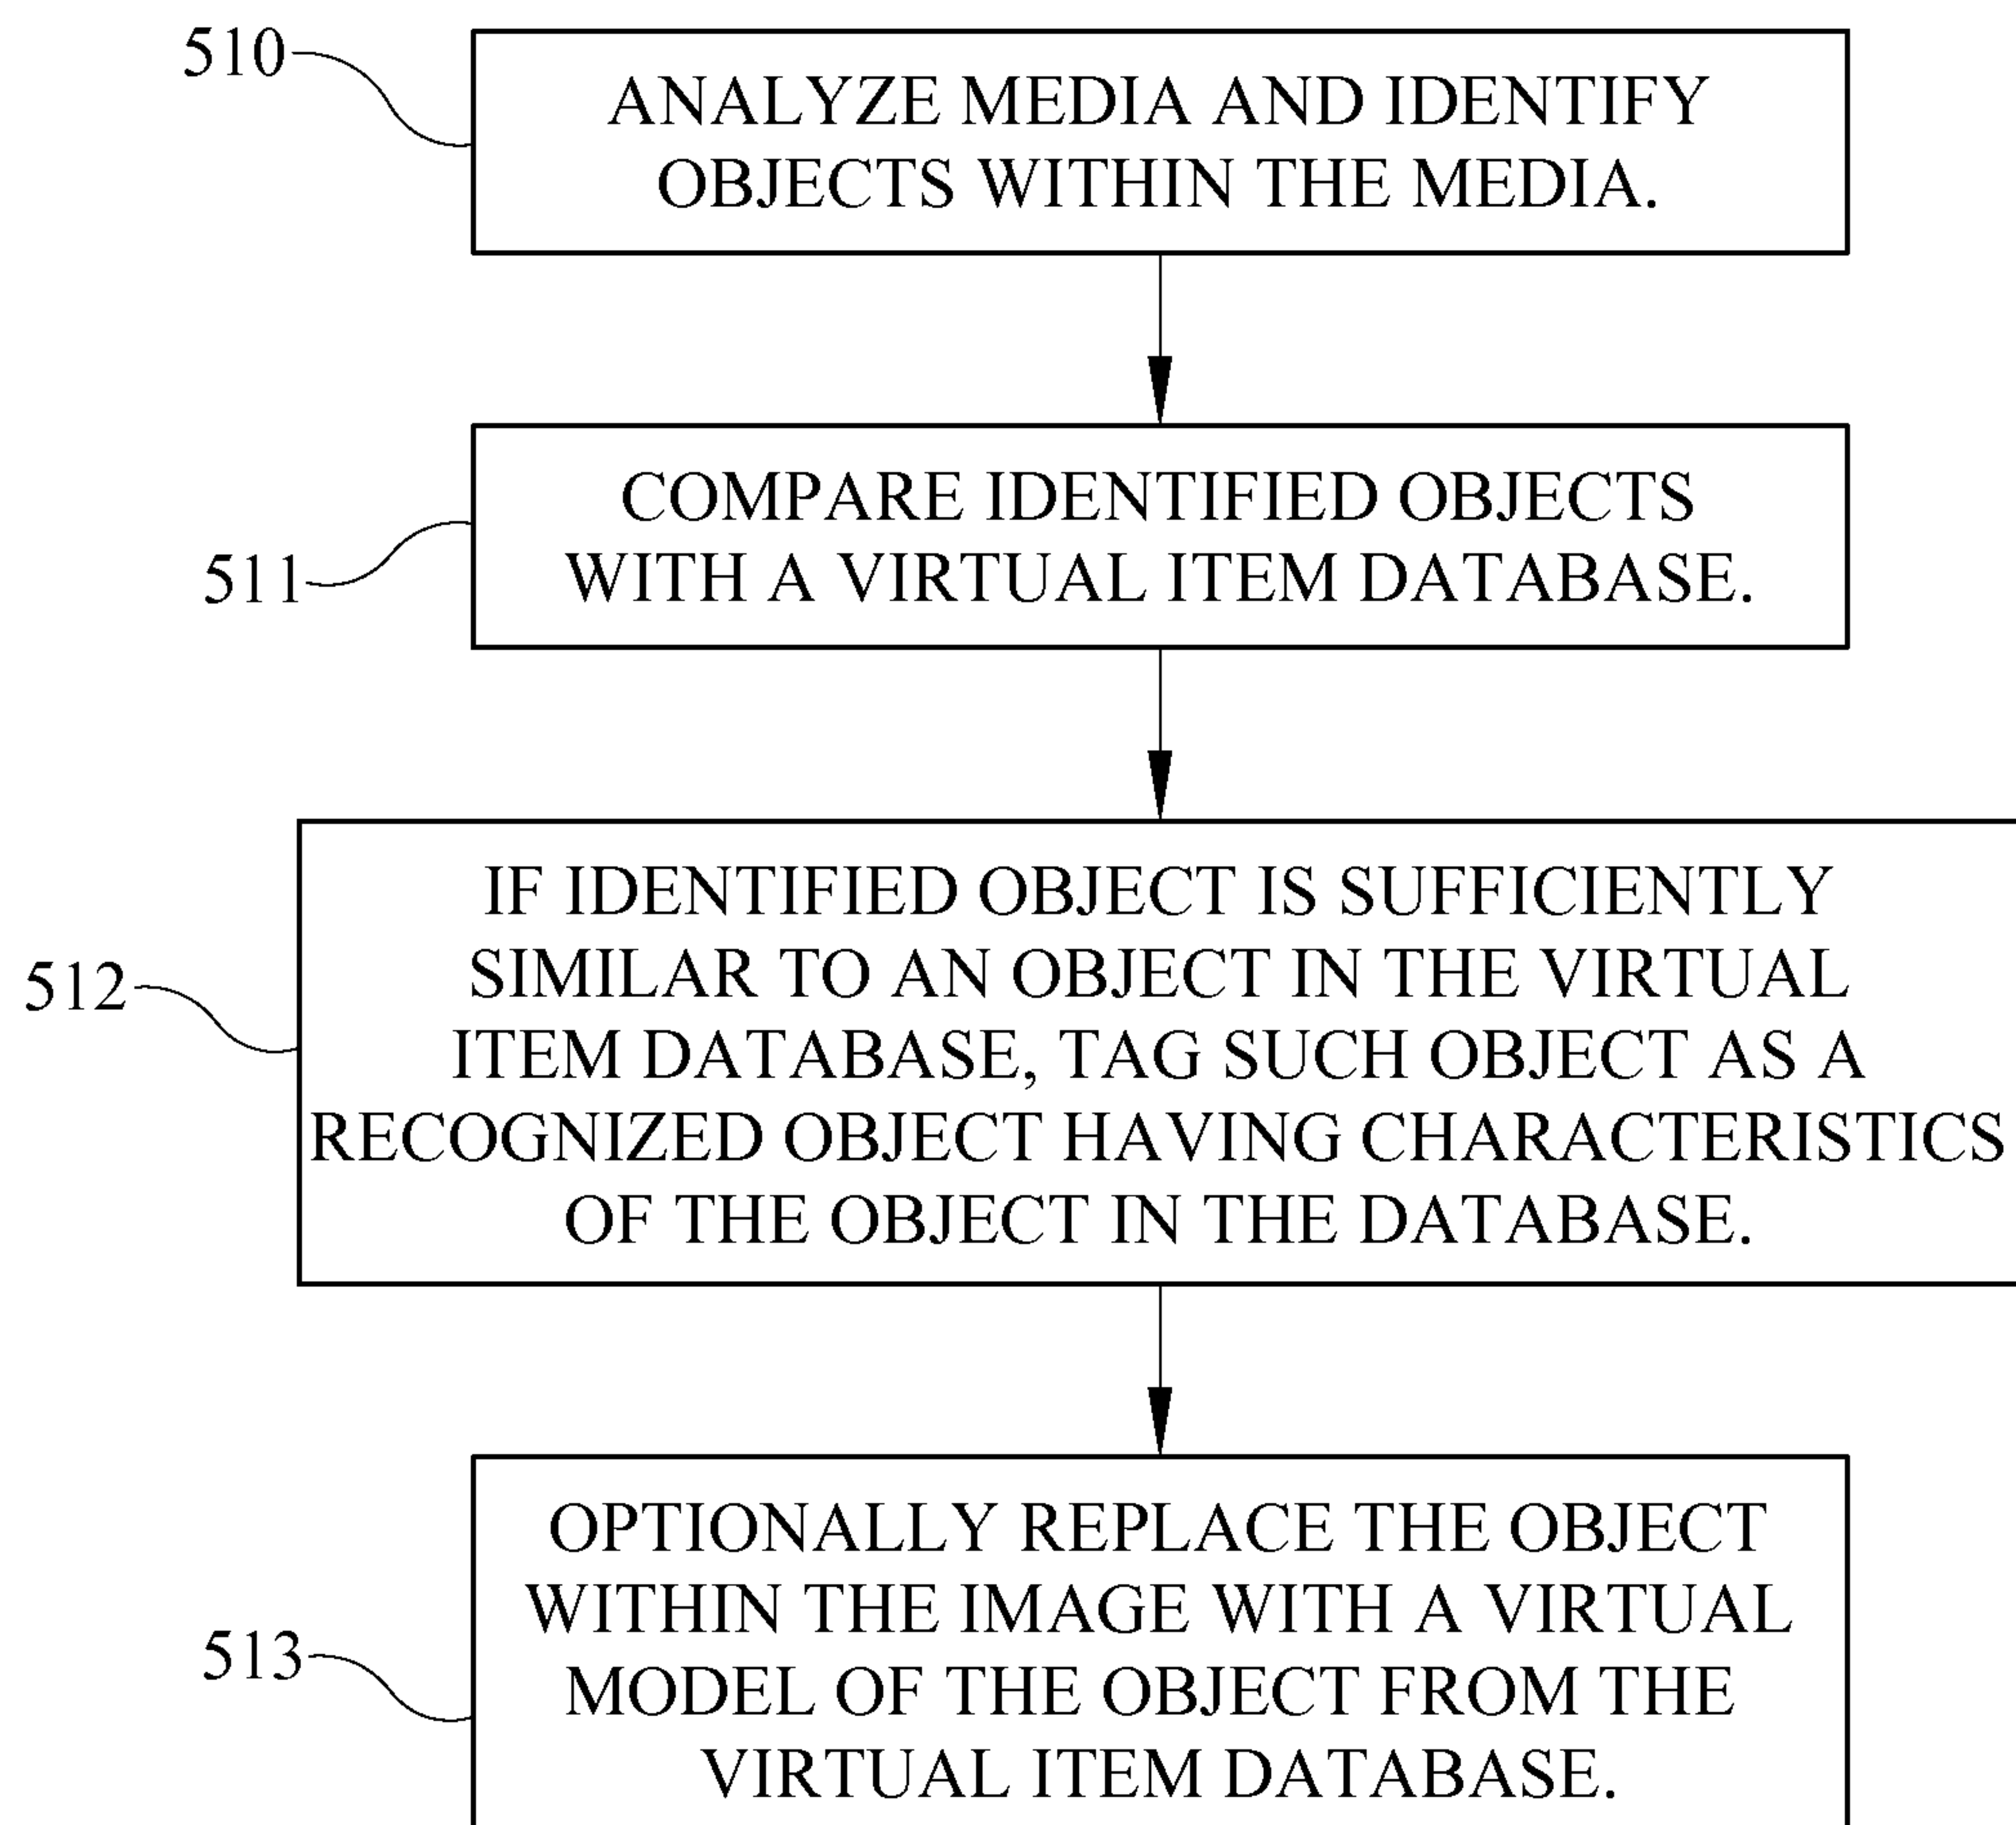 510
ANALYZE MEDIA AND IDENTIFY
OBJECTS WITHIN THE MEDIA.
511
COMPARE IDENTIFIED OBJECTS
WITH A VIRTUAL ITEM DATABASE.
512
IF IDENTIFIED OBJECT IS SUFFICIENTLY
SIMILAR TO AN OBJECT IN THE VIRTUAL
ITEM DATABASE, TAG SUCH OBJECT AS A
RECOGNIZED OBJECT HAVING CHARACTERISTICS
OF THE OBJECT IN THE DATABASE.
513
OPTIONALLY REPLACE THE OBJECT
WITHIN THE IMAGE WITH A VIRTUAL
MODEL OF THE OBJECT FROM THE
VIRTUAL ITEM DATABASE.